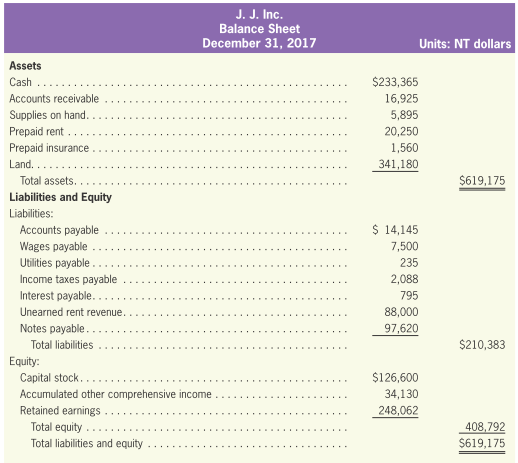 J. J. Inc.
Balance Sheet
December 31, 2017 Units: NT dollars
Assets
Cash . . . . . . . . . . . . . . . . . . . . $233,365
Accounts receivable . . . . . . . . . . . . . . . . . . . . 16,925
Supplies on hand. . . . . . . . . . . . . . . . . . . . 5,895
Prepaid rent . . . . . . . . . . . . . . . . . . . . 20,250
Prepaid insurance . . . . . . . . . . . . . . . . . . . . 1,560
Land. . . . . . . . . . . . . . . . . . . . 341,180
Total assets. . . . . . . . . . . . . . . . . . . . $619,175
Liabilities and Equity
Liabilities:
Accounts payable . . . . . . . . . . . . . . . . . . . . $ 14,145
Wages payable . . . . . . . . . . . . . . . . . . . . 7,500
Utilities payable . . . . . . . . . . . . . . . . . . . . 235
Income taxes payable . . . . . . . . . . . . . . . . . . . . 2,088
Interest payable. . . . . . . . . . . . . . . . . . . . 795
Unearned rent revenue. . . . . . . . . . . . . . . . . . . . 88,000
Notes payable . . . . . . . . . . . . . . . . . . . . 97,620
Total liabilities . . . . . . . . . . . . . . . . . . . . $210,383
Equity:
Capital stock. . . . . . . . . . . . . . . . . . . . $126,600
Accumulated other comprehensive income . . . . . . . . . . . . . . . . . . . . 34,130
Retained earnings . . . . . . . . . . . . . . . . . . . . 248,062
Total equity . . . . . . . . . . . . . . . . . . . . 408,792
Total liabilities and equity . . . . . . . . . . . . . . . . . . . . $619,175